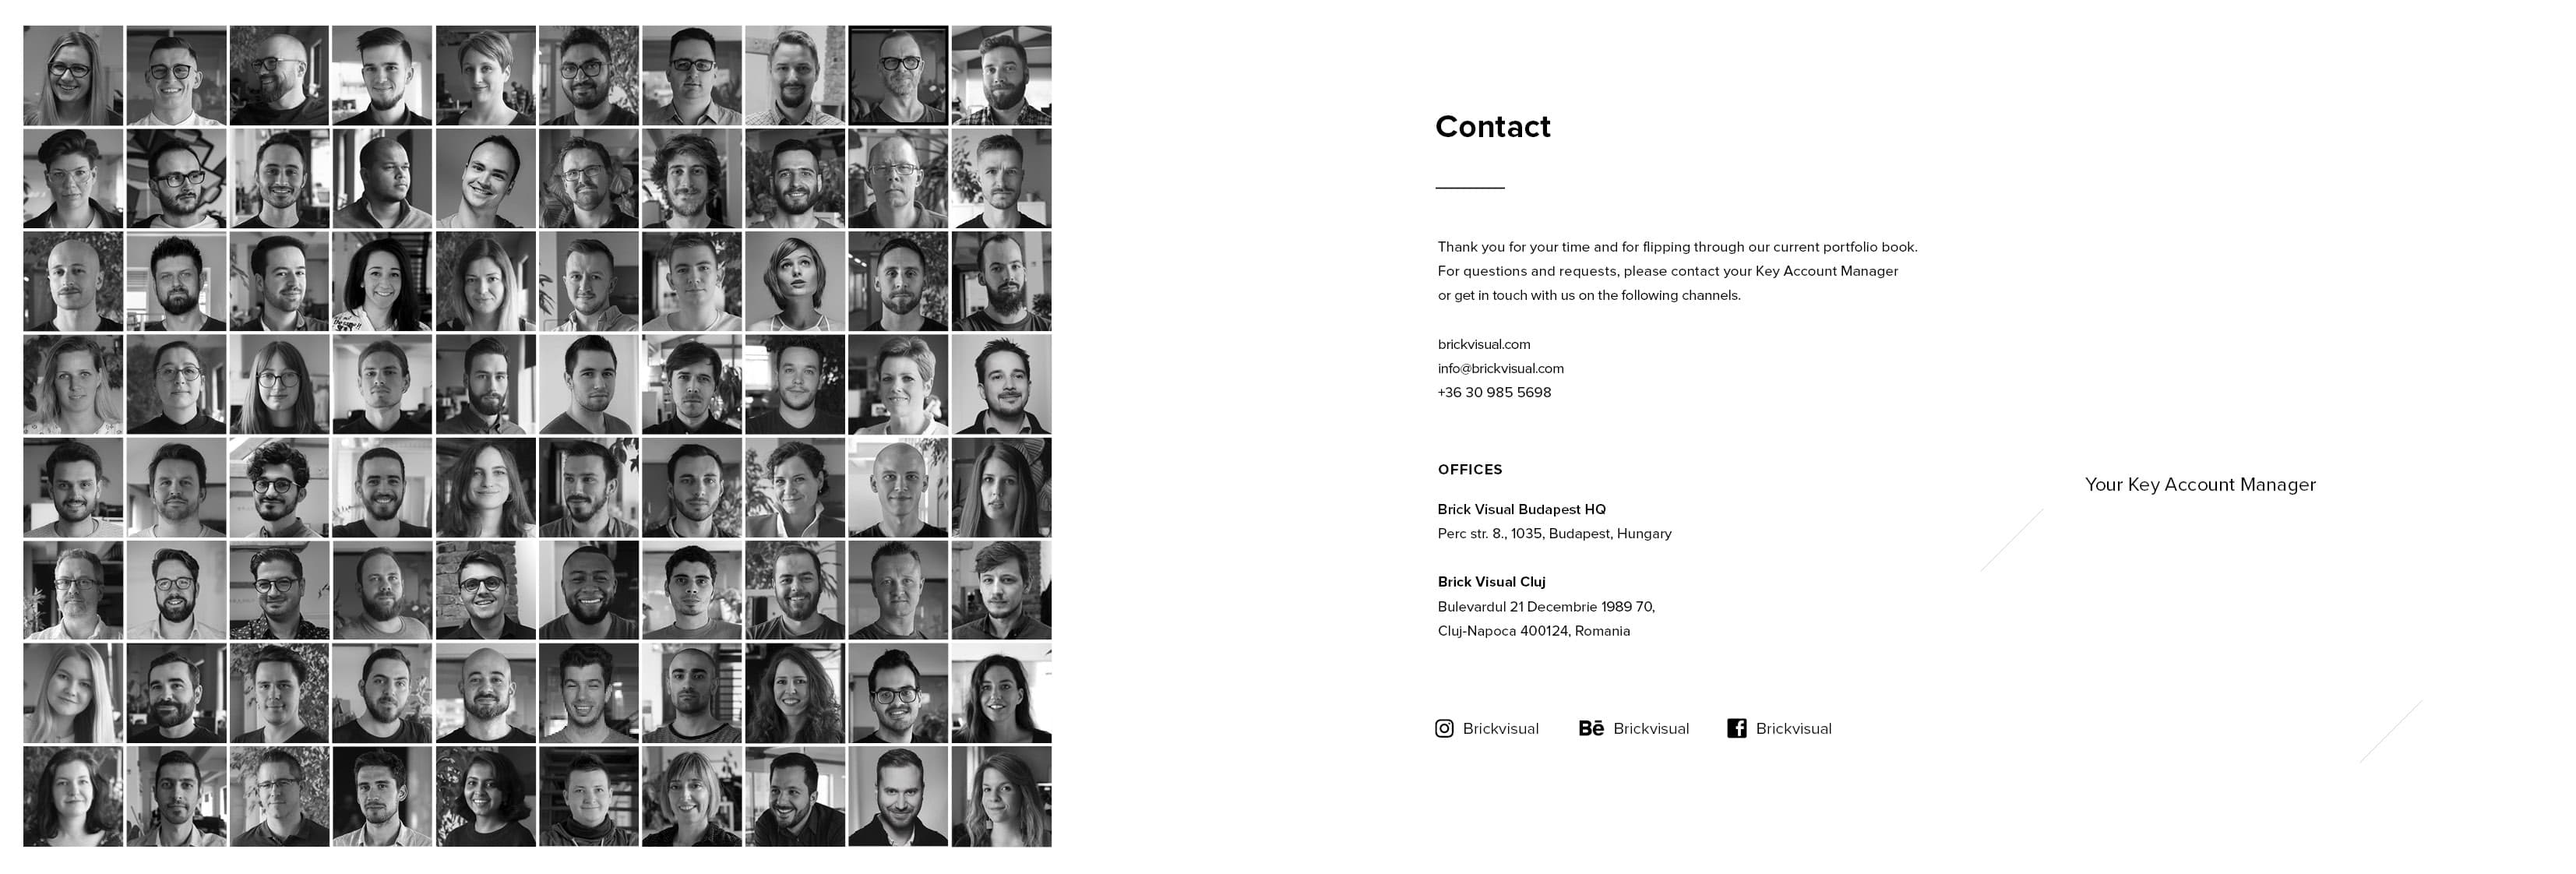 Contact
Thank you for your time and for flipping through our current portfolio book.
For questions and requests, please contact your Key Account Manager
or get in touch with us on the following channels.
brickvisual.com
info@brickvisual.com
+36 30 985 5698
OFFICES
Brick Visual Budapest HQ
Perc str. 8., 1035, Budapest, Hungary
Brick Visual Cluj
Bulevardul 21 Decembrie 1989 70,
Cluj-Napoca 400124, Romania
Brickvisual
Bē Brickvisual
Brickvisual
Your Key Account Manager